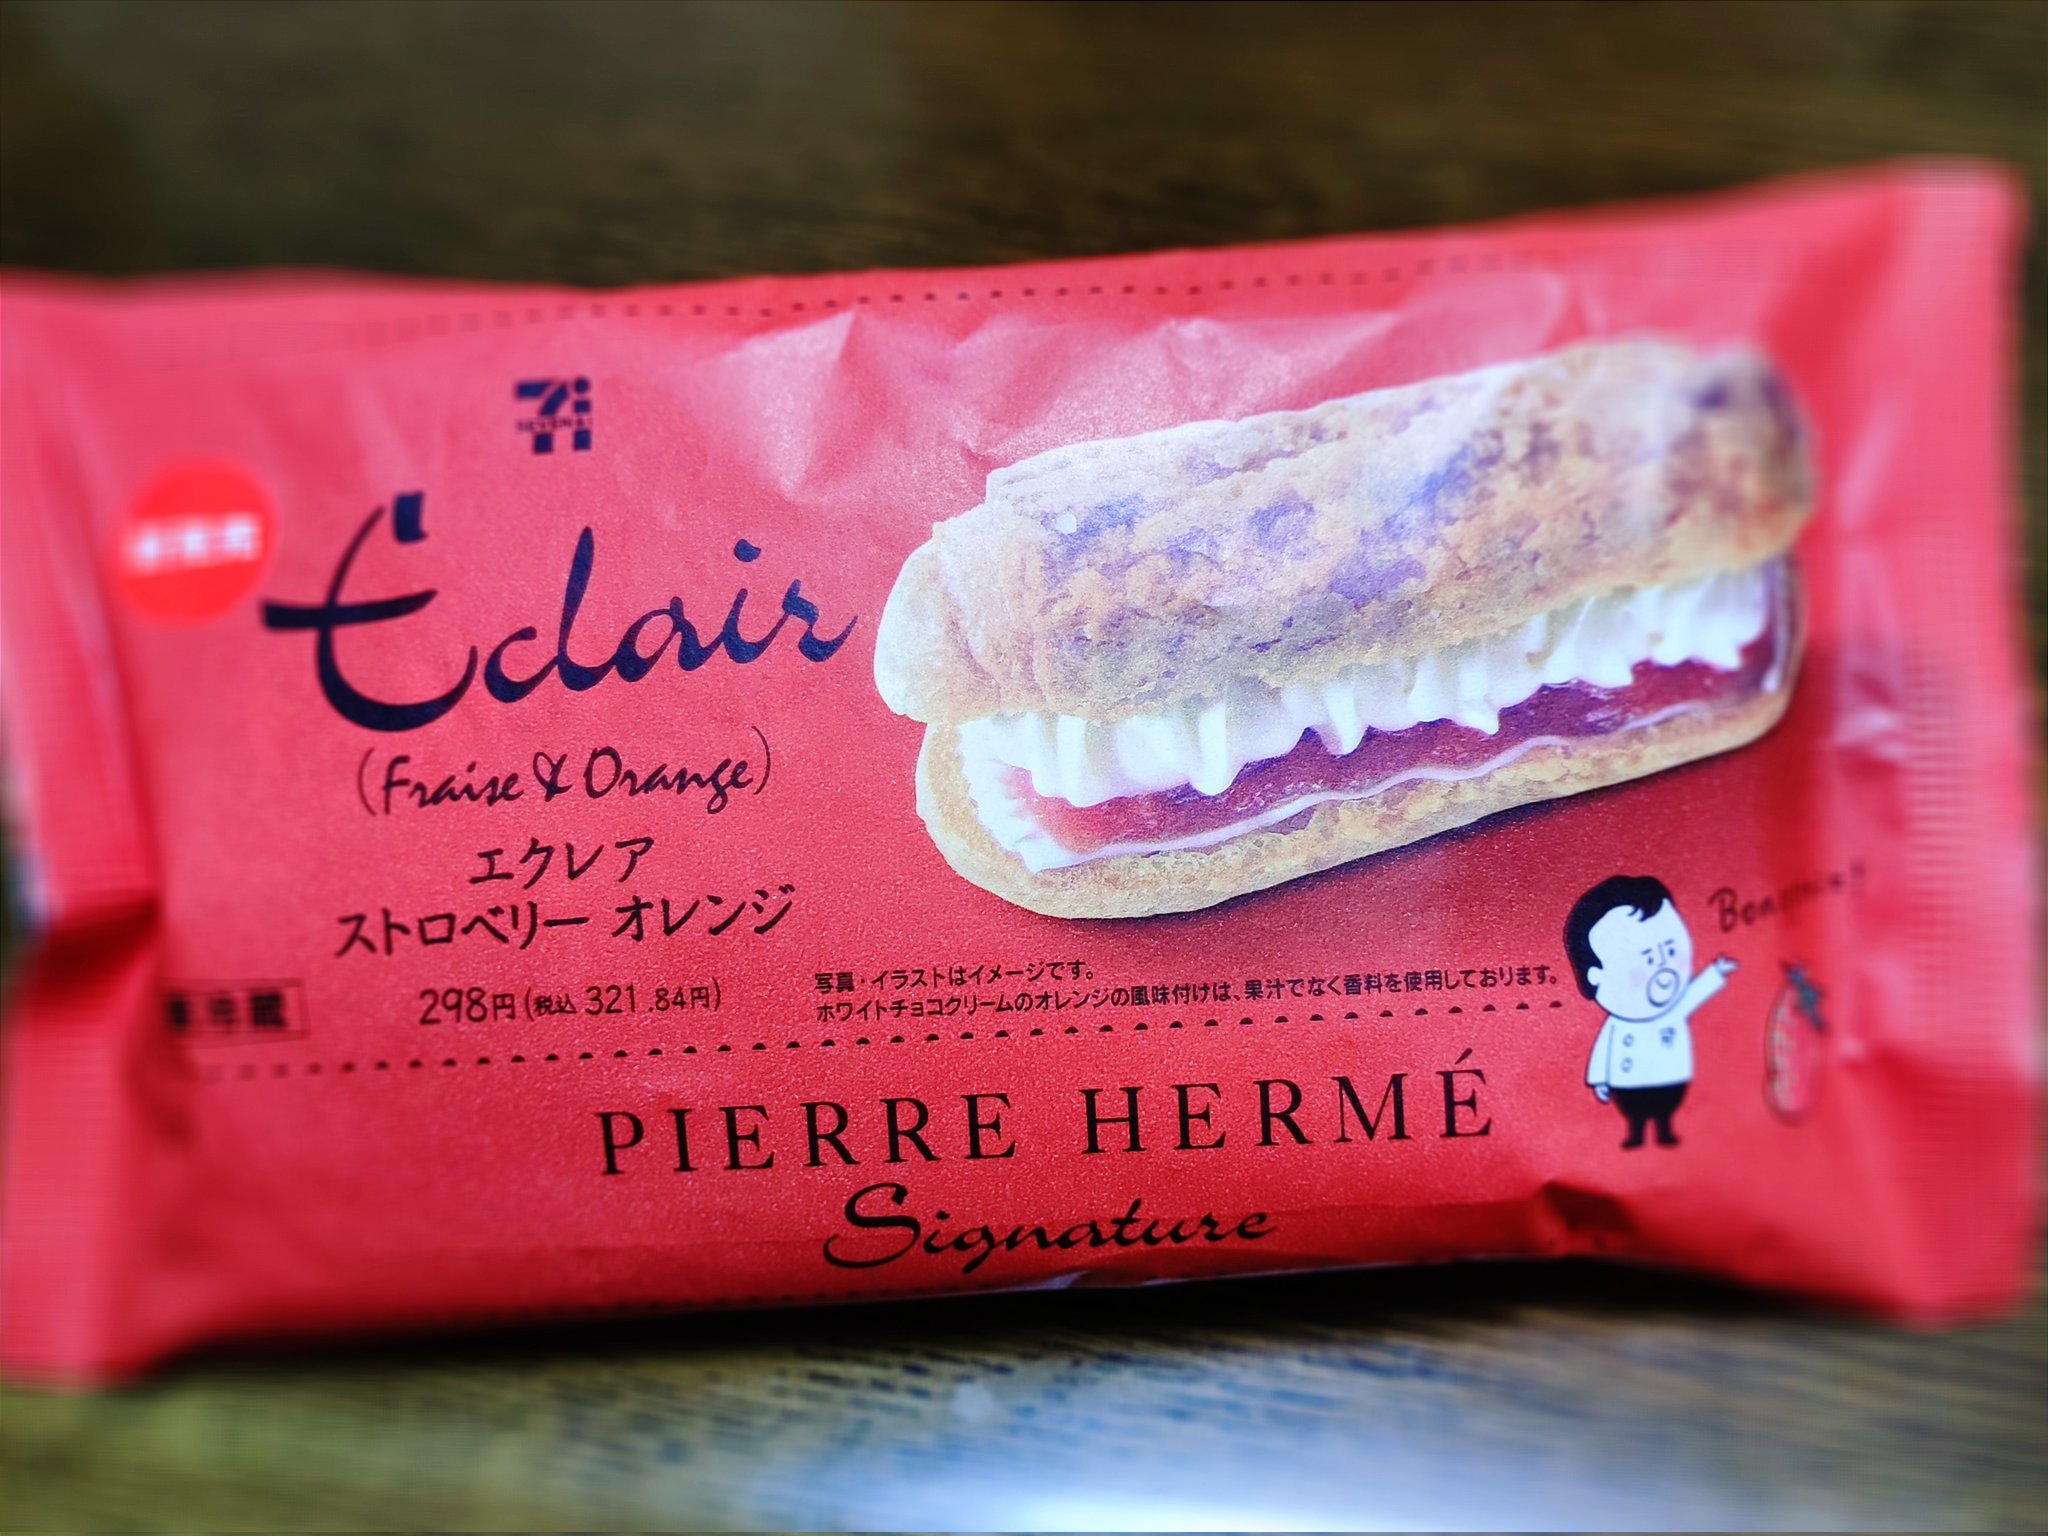 Éclair
(Fraise & Orange)
エクレア
ストロベリー オレンジ
要冷蔵
298円(税込 321.84円)
写真・イラストはイメージです。
ホワイトチョコクリームのオレンジの風味付けは、果汁でなく香料を使用しております。
PIERRE HERMÉ
Signature